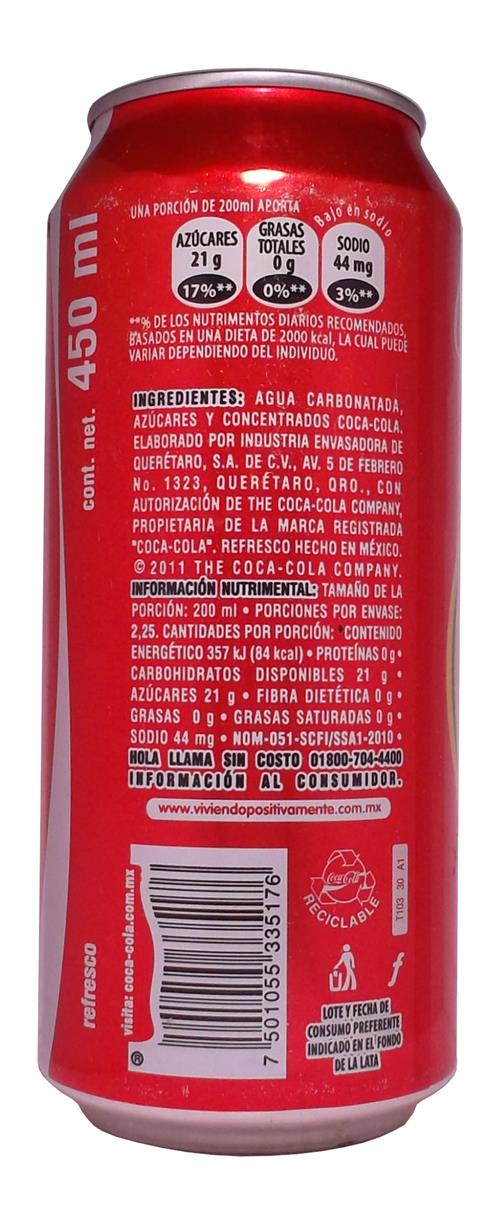 UNA PORCIÓN DE 200ml APORTA
Bajo en sodio
AZÚCARES
21 g
17%**
GRASAS
TOTALES
0 g
0%**
SODIO
44 mg
3%**
**% DE LOS NUTRIMENTOS DIARIOS RECOMENDADOS,
BASADOS EN UNA DIETA DE 2000 kcal, LA CUAL PUEDE
VARIAR DEPENDIENDO DEL INDIVIDUO.
INGREDIENTES: AGUA CARBONATADA,
AZÚCARES Y CONCENTRADOS COCA-COLA.
ELABORADO POR INDUSTRIA ENVASADORA DE
QUERÉTARO, S.A. DE C.V., AV. 5 DE FEBRERO
No. 1323, QUERÉTARO, QRO., CON
AUTORIZACIÓN DE THE COCA-COLA COMPANY,
PROPIETARIA DE LA MARCA REGISTRADA
"COCA-COLA". REFRESCO HECHO EN MÉXICO.
© 2011 THE COCA-COLA COMPANY.
INFORMACIÓN NUTRIMENTAL: TAMAÑO DE LA
PORCIÓN: 200 ml • PORCIONES POR ENVASE:
2,25. CANTIDADES POR PORCIÓN: *CONTENIDO
ENERGÉTICO 357 kJ (84 kcal) • PROTEÍNAS 0 g •
CARBOHIDRATOS DISPONIBLES 21 g •
AZÚCARES 21 g • FIBRA DIETÉTICA 0 g •
GRASAS 0 g • GRASAS SATURADAS 0 g •
SODIO 44 mg • NOM-051-SCFI/SSA1-2010 •
HOLA LLAMA SIN COSTO 01800-704-4400
INFORMACIÓN AL CONSUMIDOR.
www.viviendopositivamente.com.mx
cont. net. 450 ml
refresco
visita: coca-cola.com.mx
®
7 501055 335176
Coca-Cola
RECICLABLE
T103 30 A1
f
LOTE Y FECHA DE
CONSUMO PREFERENTE
INDICADO EN EL FONDO
DE LA LATA